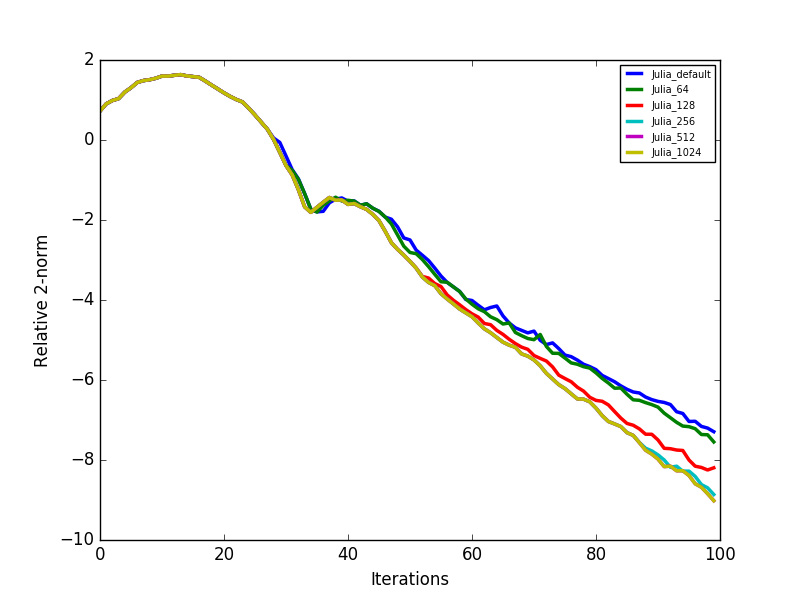 2
0
−2
−4
−6
−8
−10
0
20
40
60
80
100
Relative 2-norm
Iterations
Julia_default
Julia_64
Julia_128
Julia_256
Julia_512
Julia_1024